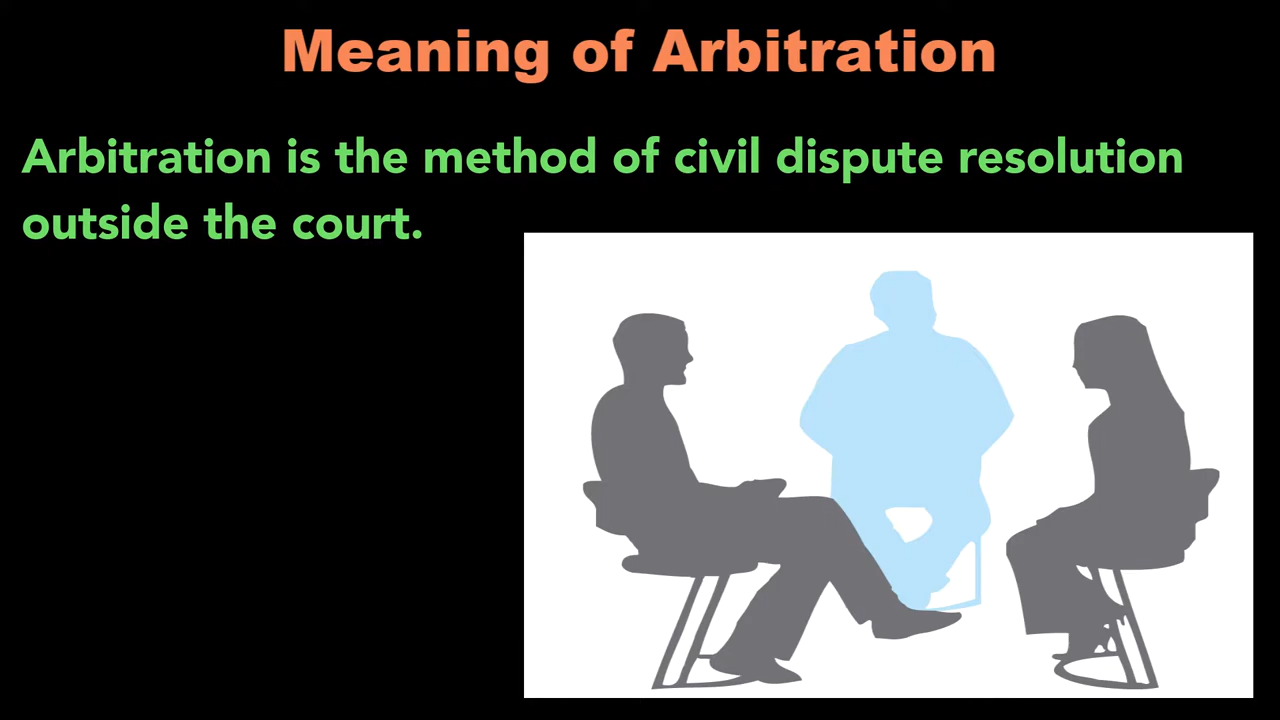 Meaning of Arbitration
Arbitration is the method of civil dispute resolution
outside the court.